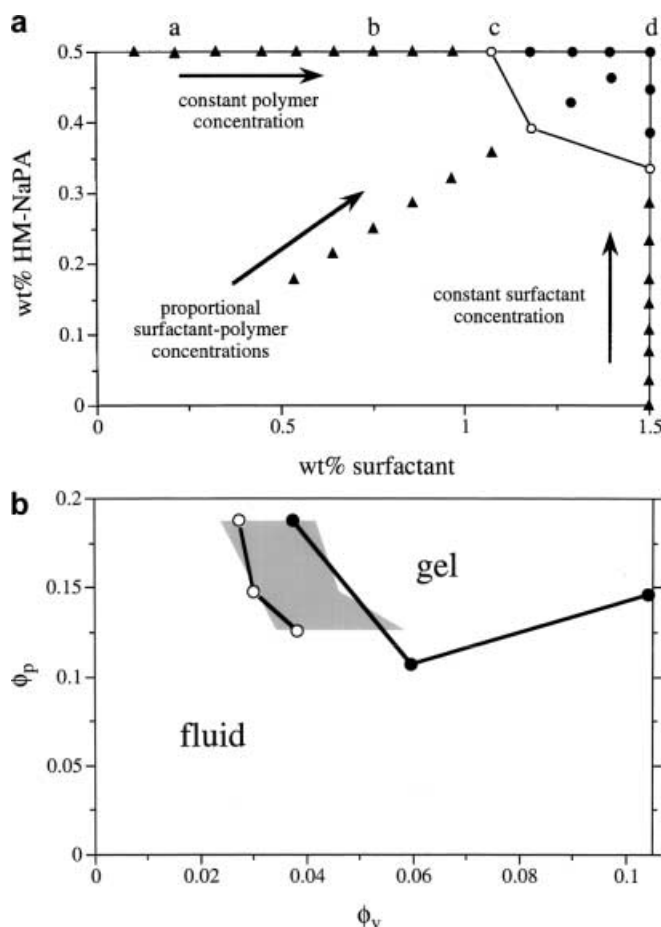 a
a b c d
0.5
0.4
0.3
0.2
0.1
0
wt% HM-NaPA
constant polymer
concentration
proportional
surfactant-polymer
concentrations
constant surfactant
concentration
0 0.5 1 1.5
wt% surfactant
b
0.2
0.15
0.1
0.05
0
ϕp
gel
fluid
0 0.02 0.04 0.06 0.08 0.1
ϕv